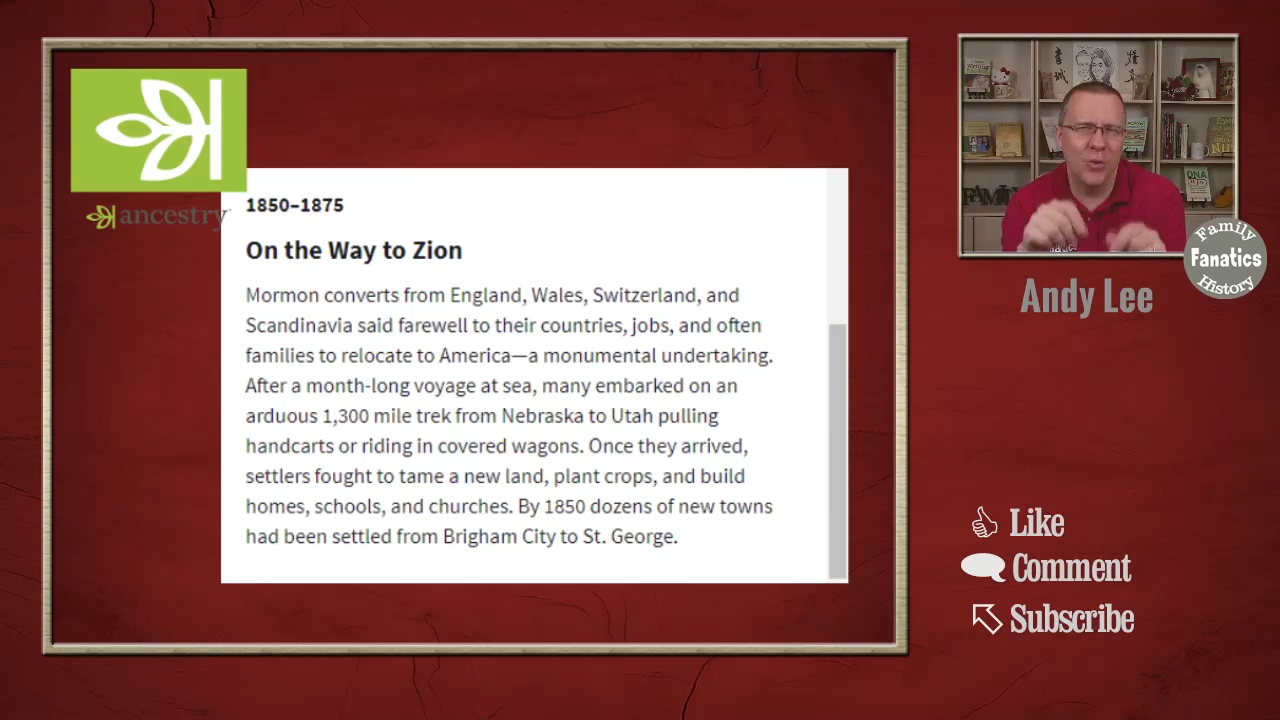 ancestry
1850–1875
On the Way to Zion
Mormon converts from England, Wales, Switzerland, and
Scandinavia said farewell to their countries, jobs, and often
families to relocate to America—a monumental undertaking.
After a month-long voyage at sea, many embarked on an
arduous 1,300 mile trek from Nebraska to Utah pulling
handcarts or riding in covered wagons. Once they arrived,
settlers fought to tame a new land, plant crops, and build
homes, schools, and churches. By 1850 dozens of new towns
had been settled from Brigham City to St. George.
Family
Fanatics
History
Andy Lee
Like
Comment
Subscribe